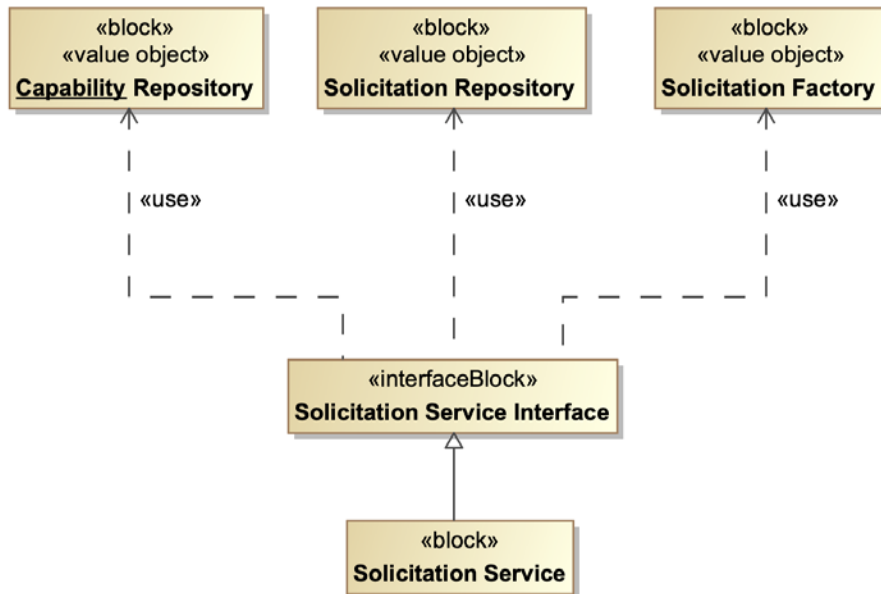 «block»
«value object»
Capability Repository
«block»
«value object»
Solicitation Repository
«block»
«value object»
Solicitation Factory
«use»
«use»
«use»
«interfaceBlock»
Solicitation Service Interface
«block»
Solicitation Service